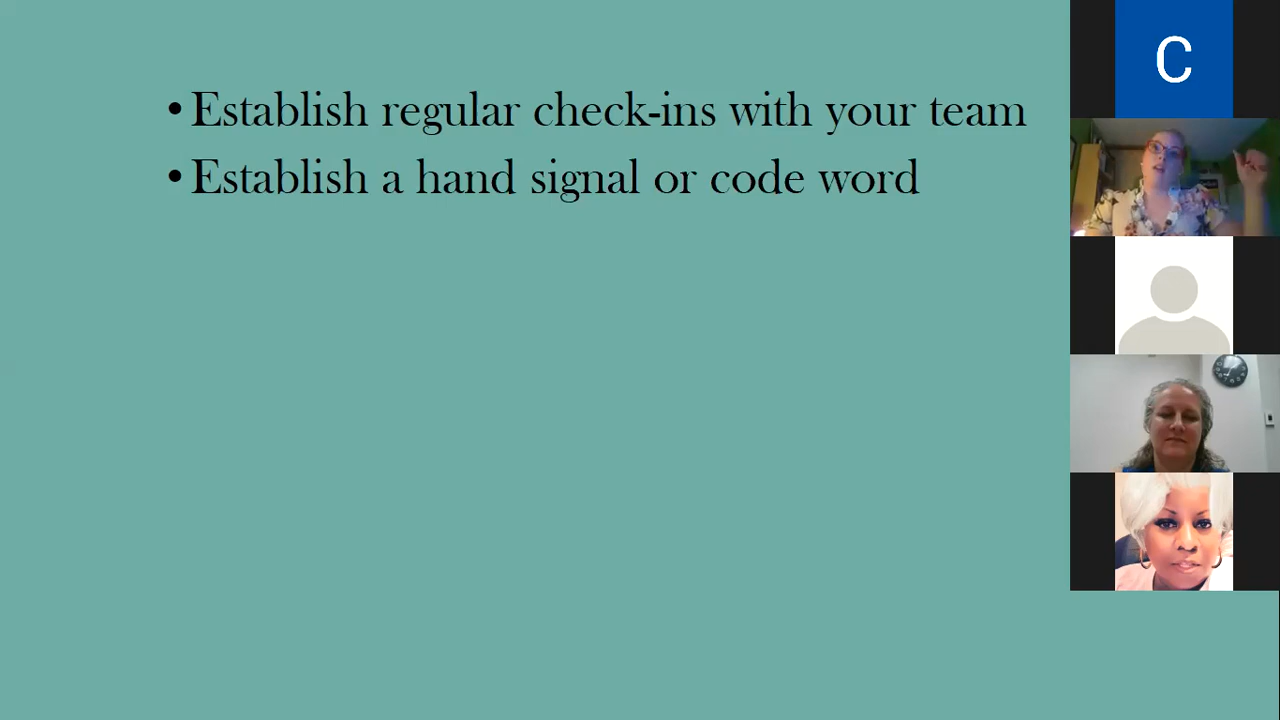 • Establish regular check-ins with your team
• Establish a hand signal or code word
C